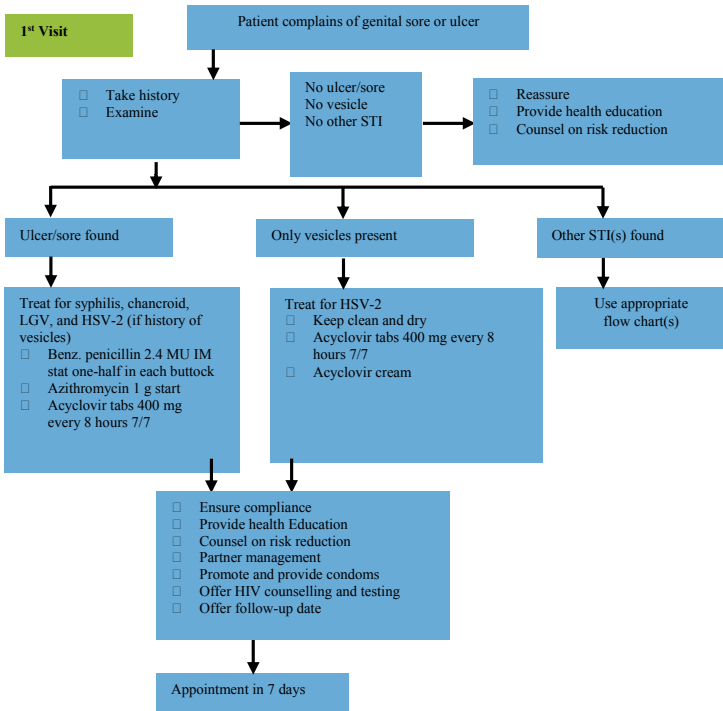 1st Visit
Patient complains of genital sore or ulcer
Take history
Examine
No ulcer/sore
No vesicle
No other STI
Reassure
Provide health education
Counsel on risk reduction
Ulcer/sore found
Only vesicles present
Other STI(s) found
Treat for syphilis, chancroid,
LGV, and HSV-2 (if history of
vesicles)
Benz. penicillin 2.4 MU IM
stat one-half in each buttock
Azithromycin 1 g start
Acyclovir tabs 400 mg
every 8 hours 7/7
Treat for HSV-2
Keep clean and dry
Acyclovir tabs 400 mg every 8
hours 7/7
Acyclovir cream
Use appropriate
flow chart(s)
Ensure compliance
Provide health Education
Counsel on risk reduction
Partner management
Promote and provide condoms
Offer HIV counselling and testing
Offer follow-up date
Appointment in 7 days